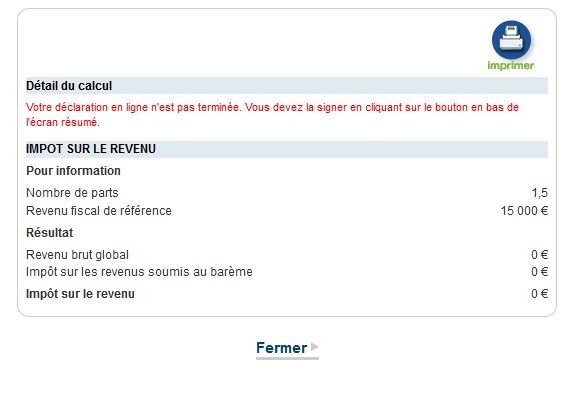 imprimer
Détail du calcul
Votre déclaration en ligne n'est pas terminée. Vous devez la signer en cliquant sur le bouton en bas de
l'écran résumé.
IMPOT SUR LE REVENU
Pour information
Nombre de parts 1,5
Revenu fiscal de référence 15 000 €
Résultat
Revenu brut global 0 €
Impôt sur les revenus soumis au barème 0 €
Impôt sur le revenu 0 €
Fermer